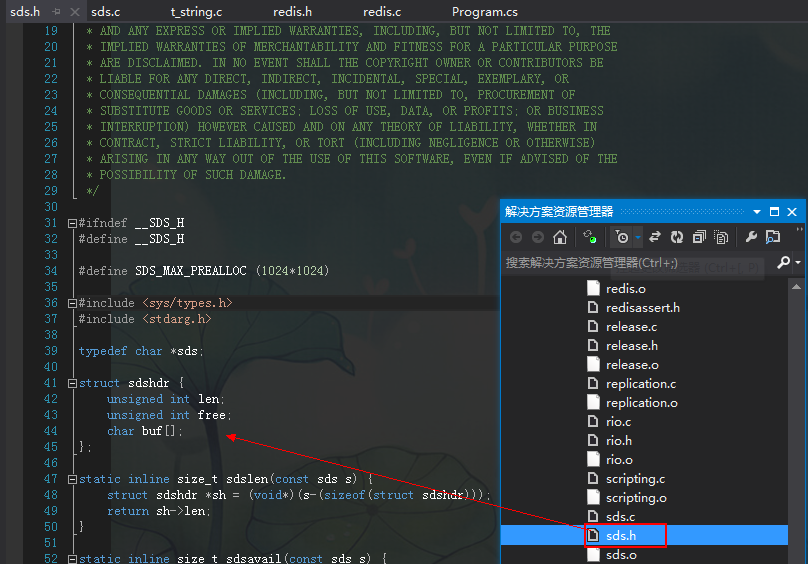 sds.h sds.c t_string.c redis.h redis.c Program.cs
19 * AND ANY EXPRESS OR IMPLIED WARRANTIES, INCLUDING, BUT NOT LIMITED TO, THE
20 * IMPLIED WARRANTIES OF MERCHANTABILITY AND FITNESS FOR A PARTICULAR PURPOSE
21 * ARE DISCLAIMED. IN NO EVENT SHALL THE COPYRIGHT OWNER OR CONTRIBUTORS BE
22 * LIABLE FOR ANY DIRECT, INDIRECT, INCIDENTAL, SPECIAL, EXEMPLARY, OR
23 * CONSEQUENTIAL DAMAGES (INCLUDING, BUT NOT LIMITED TO, PROCUREMENT OF
24 * SUBSTITUTE GOODS OR SERVICES; LOSS OF USE, DATA, OR PROFITS; OR BUSINESS
25 * INTERRUPTION) HOWEVER CAUSED AND ON ANY THEORY OF LIABILITY, WHETHER IN
26 * CONTRACT, STRICT LIABILITY, OR TORT (INCLUDING NEGLIGENCE OR OTHERWISE)
27 * ARISING IN ANY WAY OUT OF THE USE OF THIS SOFTWARE, EVEN IF ADVISED OF THE
28 * POSSIBILITY OF SUCH DAMAGE.
29 */
30
31 #ifndef __SDS_H
32 #define __SDS_H
33
34 #define SDS_MAX_PREALLOC (1024*1024)
35
36 #include <sys/types.h>
37 #include <stdarg.h>
38
39 typedef char *sds;
40
41 struct sdshdr {
42 unsigned int len;
43 unsigned int free;
44 char buf[];
45 };
46
47 static inline size_t sdslen(const sds s) {
48 struct sdshdr *sh = (void*)(s-(sizeof(struct sdshdr)));
49 return sh->len;
50 }
51
52 static inline size_t sdsavail(const sds s) {
解决方案资源管理器
搜索解决方案资源管理器(Ctrl+;)
redis.o
redisassert.h
release.c
release.h
release.o
replication.c
replication.o
rio.c
rio.h
rio.o
scripting.c
scripting.o
sds.c
sds.h
sds.o